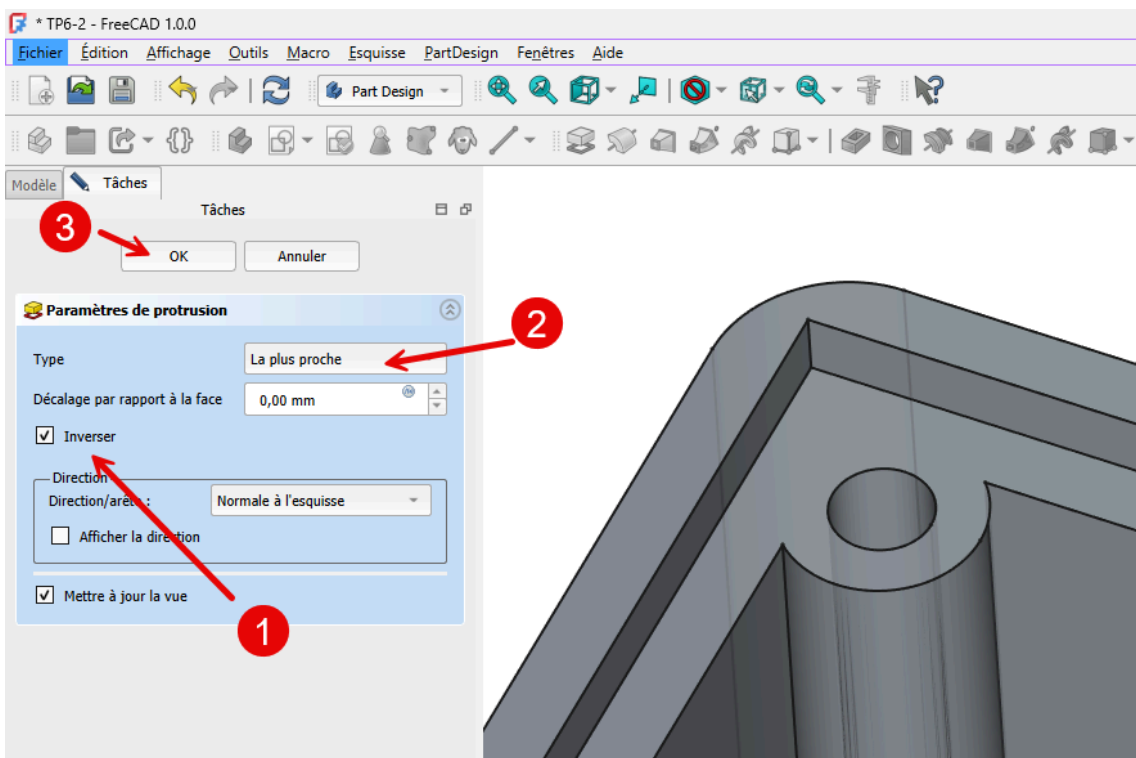 * TP6-2 - FreeCAD 1.0.0
Fichier Édition Affichage Outils Macro Esquisse PartDesign Fenêtres Aide
Part Design
Modèle Tâches
Tâches
3
OK Annuler
Paramètres de protrusion
2
Type La plus proche
Décalage par rapport à la face 0,00 mm
Inverser
Direction
Direction/arête : Normale à l'esquisse
Afficher la direction
Mettre à jour la vue
1